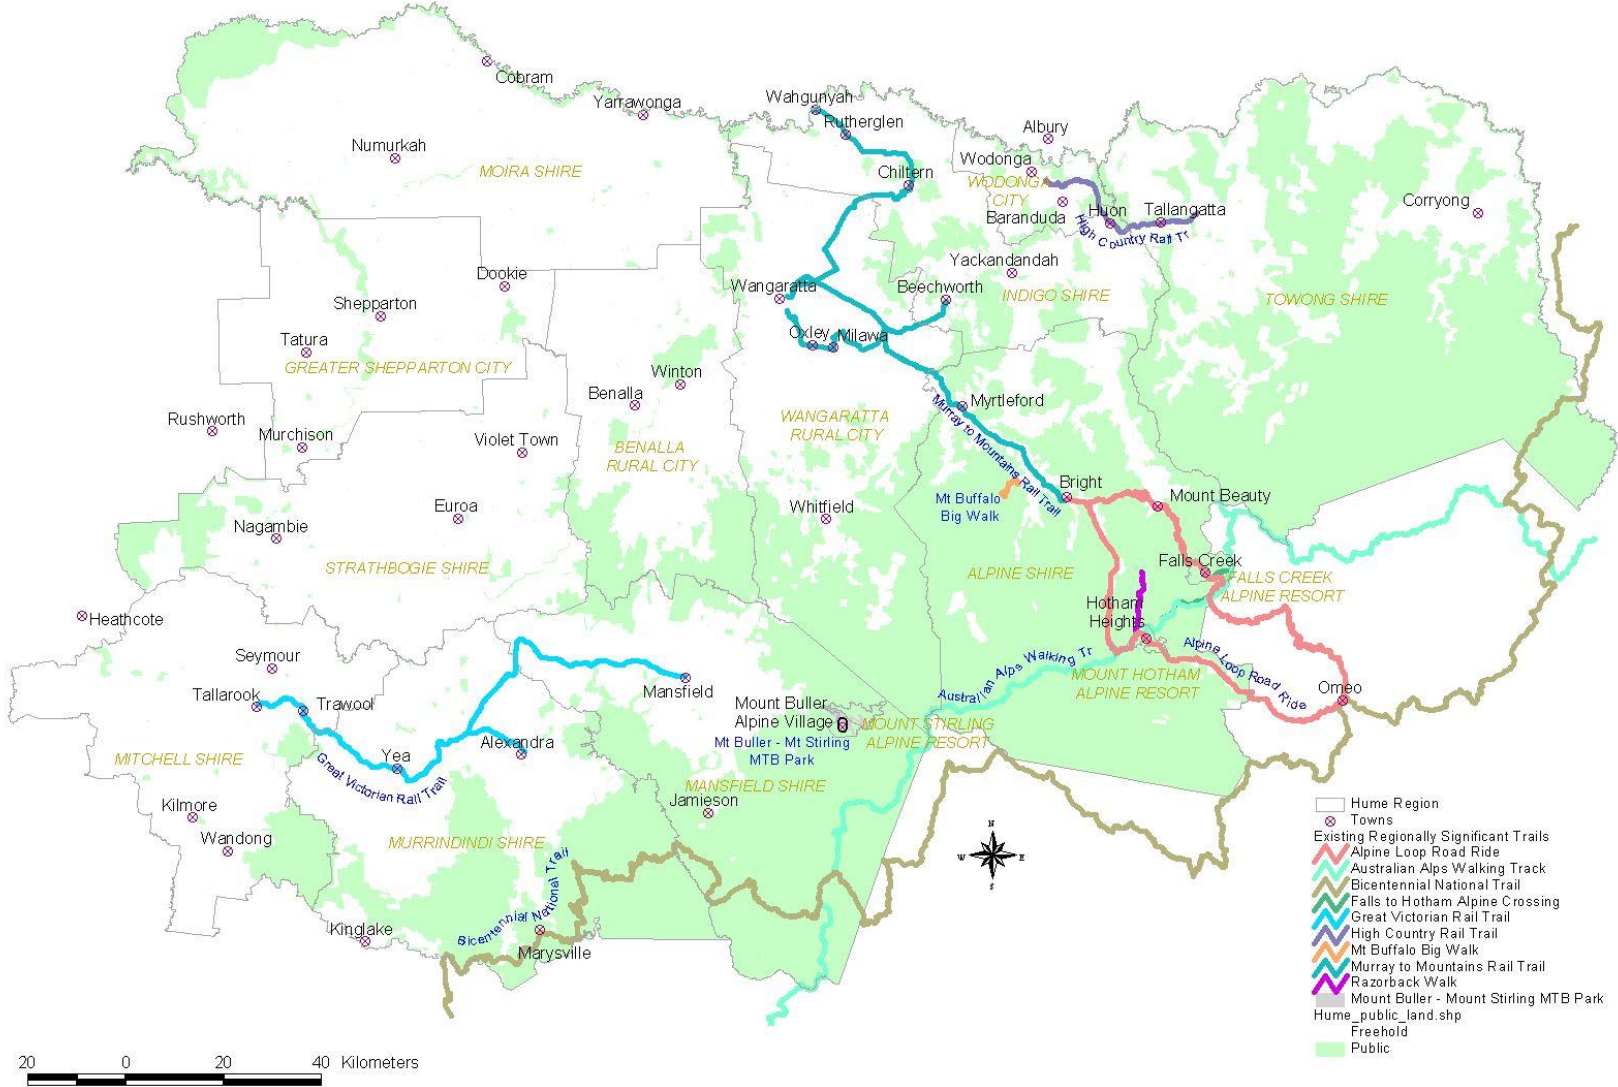 Cobram
Yarrawonga
Wahgunyah
Rutherglen
Albury
Numurkah
MOIRA SHIRE
Chiltern
Wodonga
WODONGA
CITY
Baranduda
Huon
Tallangatta
High Country Rail Tr
Corryong
Dookie
Yackandandah
Wangaratta
Beechworth
INDIGO SHIRE
TOWONG SHIRE
Shepparton
Tatura
GREATER SHEPPARTON CITY
Oxley
Milawa
Winton
Benalla
Rushworth
Murchison
Violet Town
BENALLA
RURAL CITY
WANGARATTA
RURAL CITY
Myrtleford
Murray to Mountains Rail Trail
Bright
Mount Beauty
Mt Buffalo
Big Walk
Euroa
Nagambie
Whitfield
STRATHBOGIE SHIRE
ALPINE SHIRE
Falls Creek
FALLS CREEK
ALPINE RESORT
Hotham
Heights
Heathcote
Seymour
Tallarook
Trawool
Mansfield
Australian Alps Walking Tr
Alpine Loop Road Ride
MOUNT HOTHAM
ALPINE RESORT
Omeo
Mount Buller
Alpine Village
MOUNT STIRLING
ALPINE RESORT
Mt Buller - Mt Stirling
MTB Park
Alexandra
Yea
MITCHELL SHIRE
Great Victorian Rail Trail
MANSFIELD SHIRE
Jamieson
Kilmore
Wandong
MURRINDINDI SHIRE
Bicentennial National Trail
Kinglake
Marysville
N
W
E
S
Hume Region
Towns
Existing Regionally Significant Trails
Alpine Loop Road Ride
Australian Alps Walking Track
Bicentennial National Trail
Falls to Hotham Alpine Crossing
Great Victorian Rail Trail
High Country Rail Trail
Mt Buffalo Big Walk
Murray to Mountains Rail Trail
Razorback Walk
Mount Buller - Mount Stirling MTB Park
Hume_public_land.shp
Freehold
Public
20 0 20 40 Kilometers